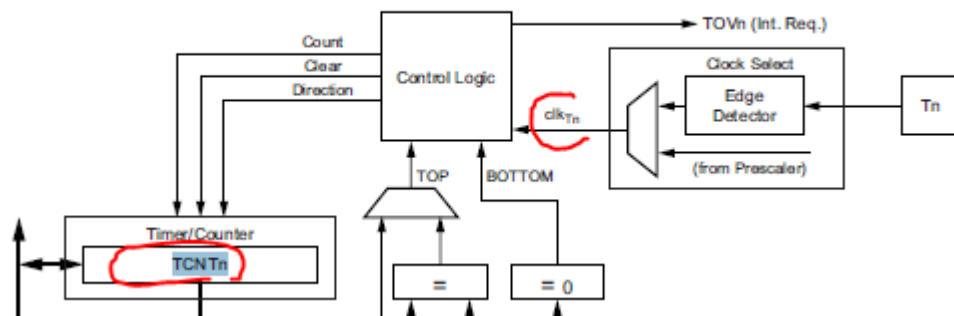 TOVn (Int. Req.)
Count
Clear
Direction
Control Logic
Clock Select
clkTn
Edge
Detector
Tn
(from Prescaler)
TOP
BOTTOM
Timer/Counter
TCNTn
=
= 0